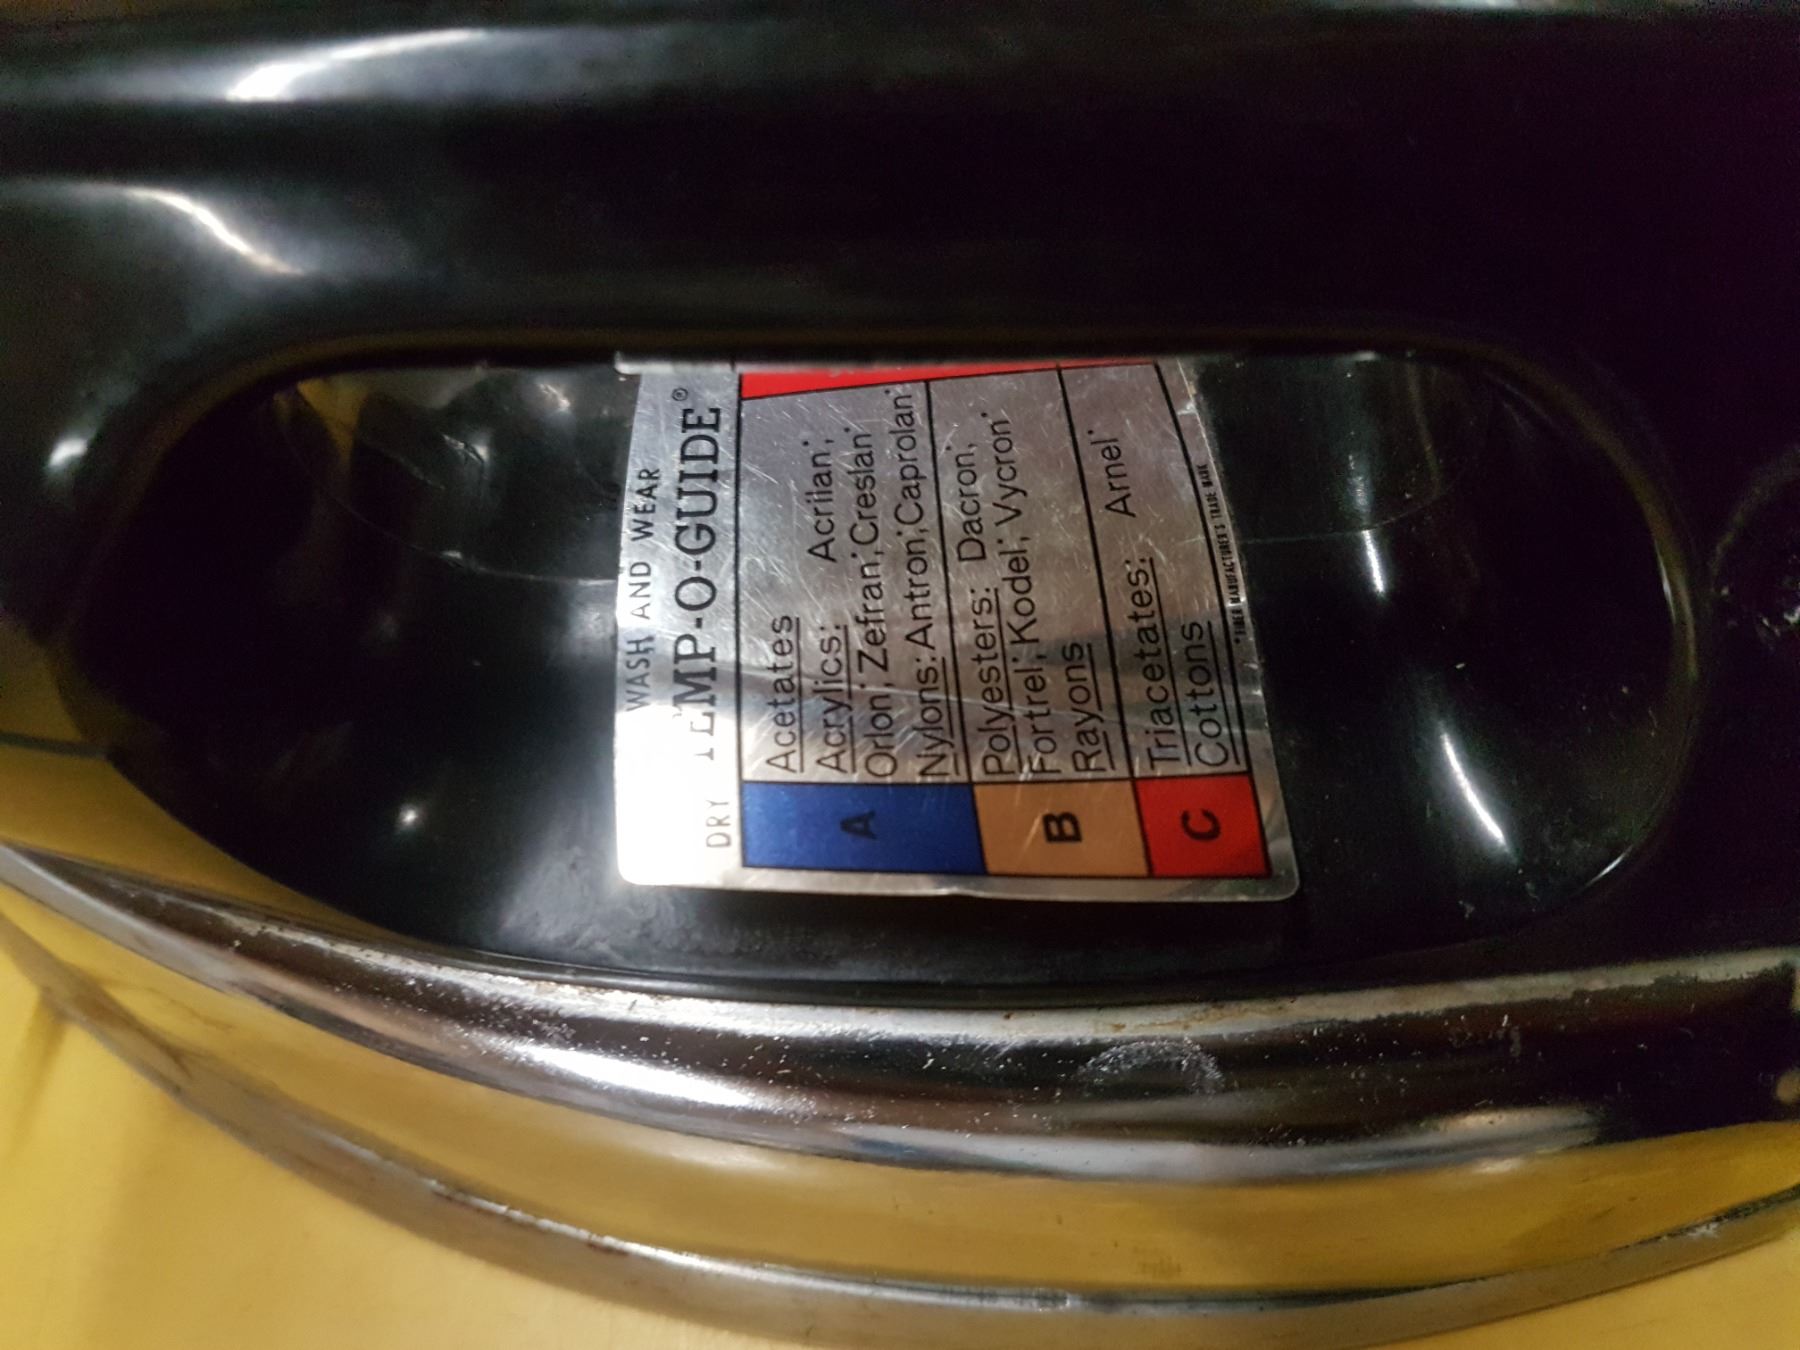 WASH AND WEAR
TEMP-O-GUIDE®
DRY
A
Acetates
Acrylics: Acrilan,*
Orlon,* Zefran,* Creslan*
Nylons: Antron,* Caprolan*
B
Polyesters: Dacron,*
Fortrel,* Kodel,* Vycron*
Rayons
C
Triacetates: Arnel*
Cottons
*FIBER MANUFACTURER'S TRADE MARK